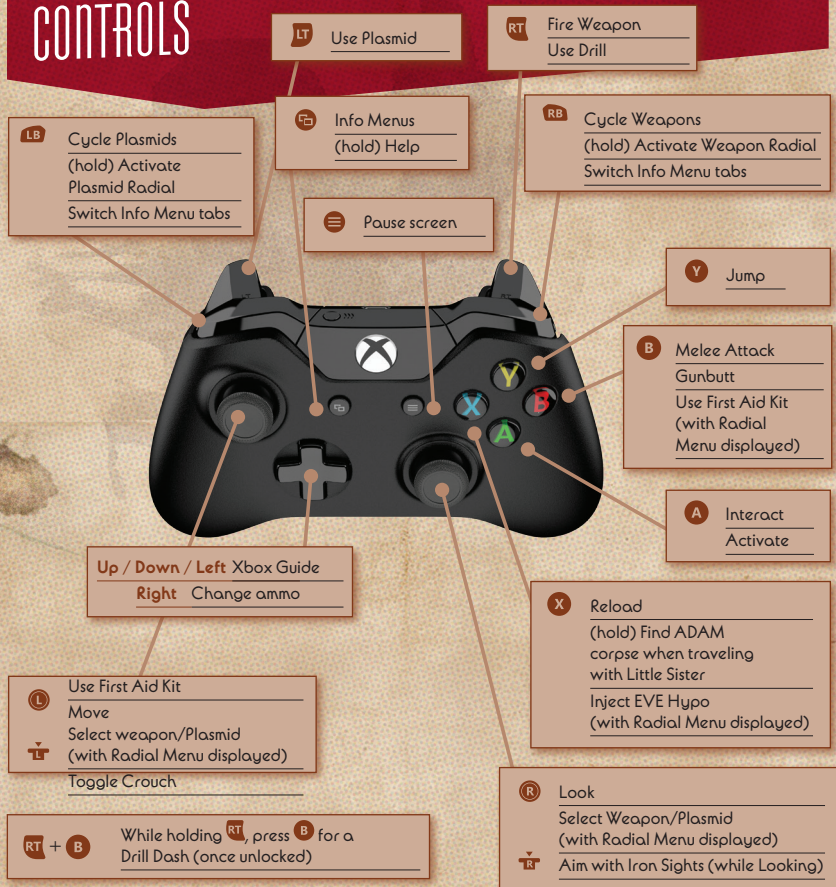 CONTROLS
LT Use Plasmid
RT Fire Weapon
Use Drill
Info Menus
(hold) Help
RB Cycle Weapons
(hold) Activate Weapon Radial
Switch Info Menu tabs
LB Cycle Plasmids
(hold) Activate
Plasmid Radial
Switch Info Menu tabs
Pause screen
Y Jump
B Melee Attack
Gunbutt
Use First Aid Kit
(with Radial
Menu displayed)
LT
RT
Y
X
B
A
A Interact
Activate
Up / Down / Left Xbox Guide
Right Change ammo
X Reload
(hold) Find ADAM
corpse when traveling
with Little Sister
Inject EVE Hypo
(with Radial Menu displayed)
Use First Aid Kit
L Move
Select weapon/Plasmid
L (with Radial Menu displayed)
Toggle Crouch
R Look
Select Weapon/Plasmid
(with Radial Menu displayed)
R Aim with Iron Sights (while Looking)
RT + B While holding RT, press B for a
Drill Dash (once unlocked)